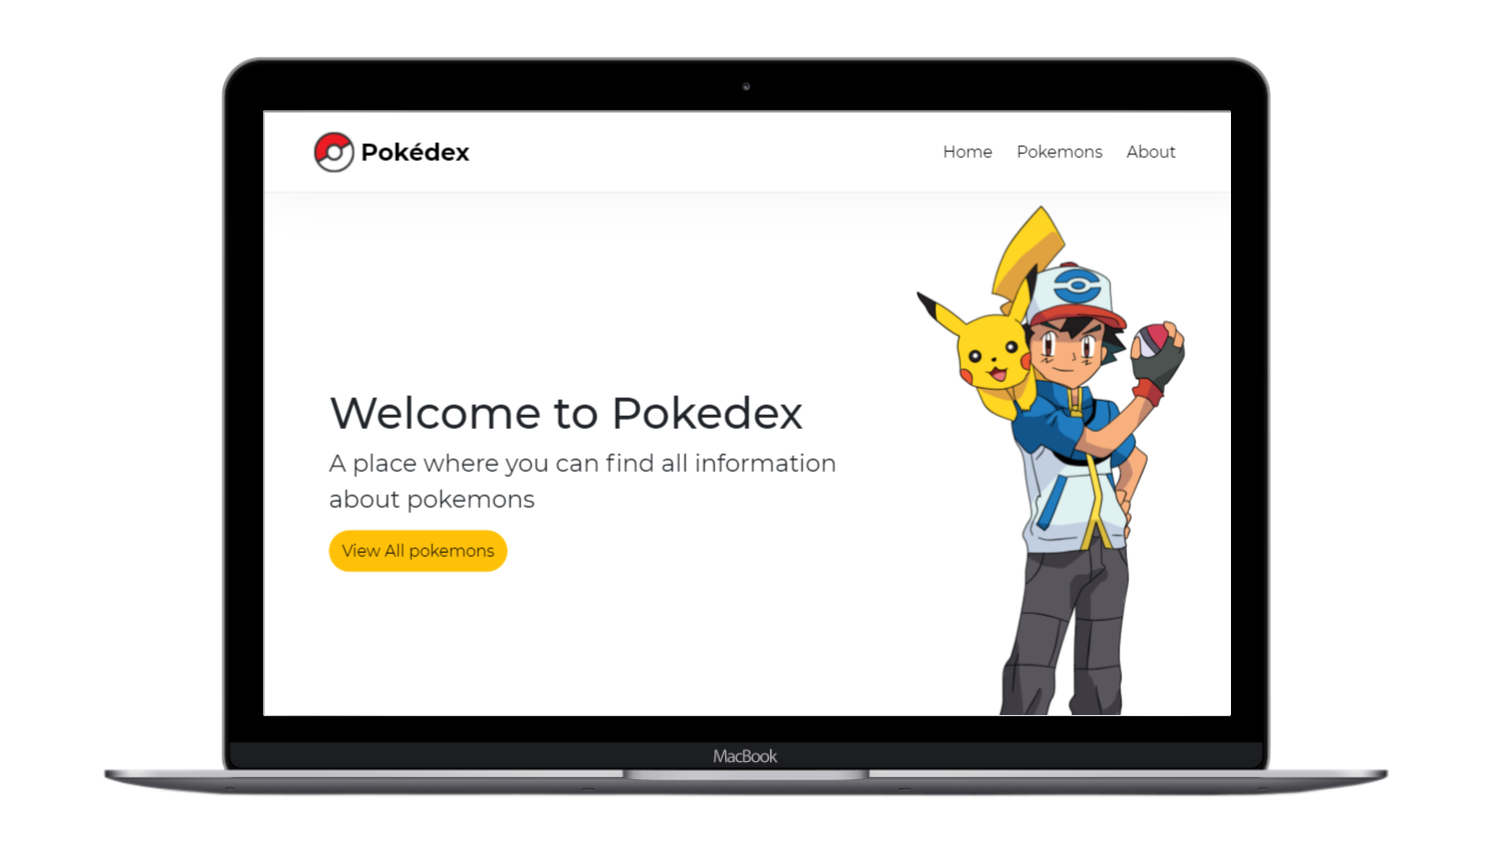 Pokédex
Home Pokemons About
Welcome to Pokedex
A place where you can find all information
about pokemons
View All pokemons
MacBook